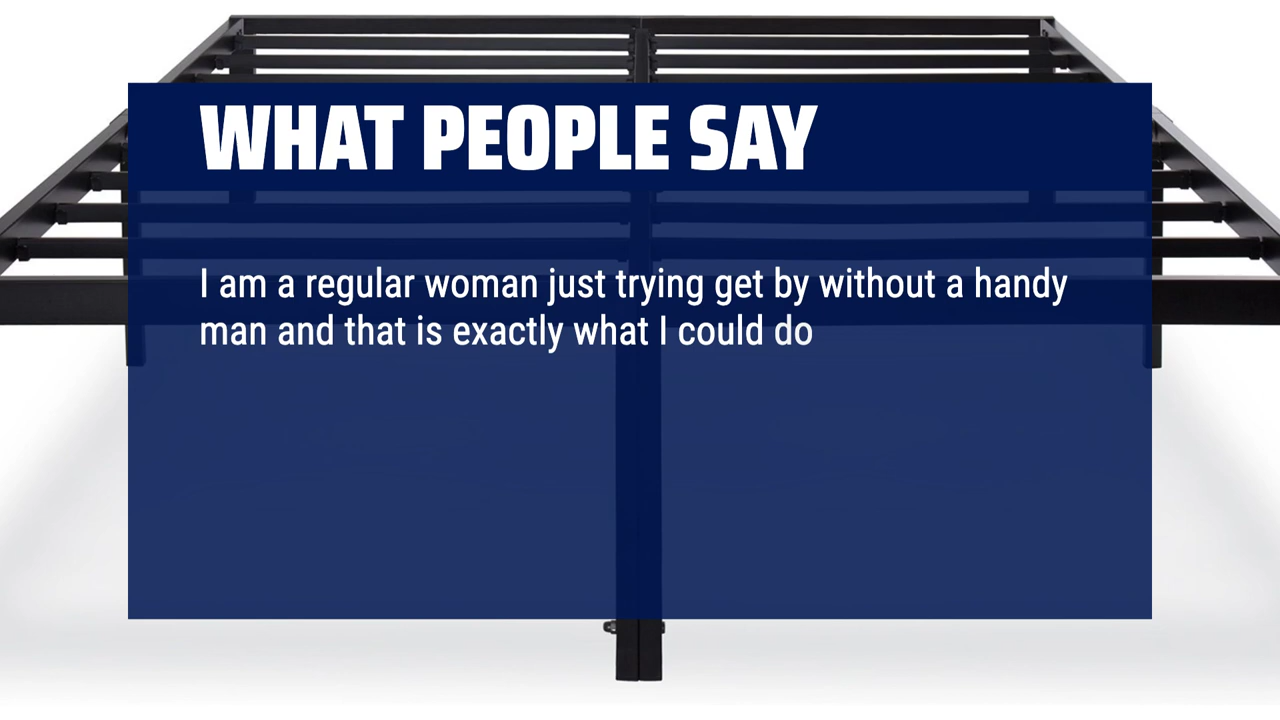 WHAT PEOPLE SAY
I am a regular woman just trying get by without a handy
man and that is exactly what I could do